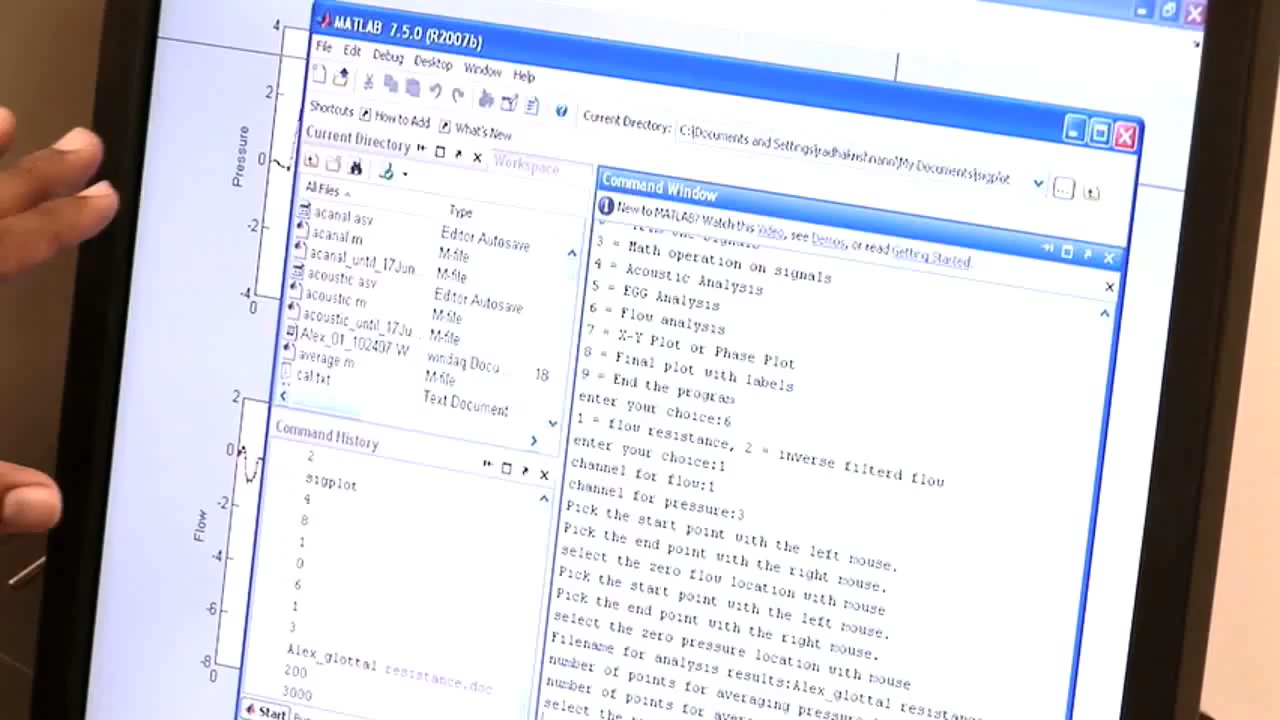 MATLAB 7.5.0 (R2007b)
File Edit Debug Desktop Window Help
Current Directory: C:\Documents and Settings\radhakrishnann\My Documents\sigplot
Shortcuts How to Add What's New
Current Directory Workspace
All Files Type
acanal.asv Editor Autosave
acanal.m M-file
acanal_until_17Jun... M-file
acoustic.asv Editor Autosave
acoustic.m M-file
acoustic_until_17Ju... M-file
Alex_01_102407.W windaq Docu... 18
average.m M-file
cal.txt Text Document
Command History
2
sigplot
4
8
1
0
6
1
3
Alex_glottal resistance.doc
200
3000
Start
Command Window
New to MATLAB? Watch this Video, see Demos, or read Getting Started.
3 = Math operation on signals
4 = Acoustic Analysis
5 = EGG Analysis
6 = Flow analysis
7 = X-Y Plot or Phase Plot
8 = Final plot with labels
9 = End the program
enter your choice:6
1 = flow resistance, 2 = inverse filterd flow
enter your choice:1
channel for flow:1
channel for pressure:3
Pick the start point with the left mouse.
Pick the end point with the right mouse.
select the zero flow location with mouse
Pick the start point with the left mouse.
Pick the end point with the right mouse.
select the zero pressure location with mouse
Filename for analysis results:Alex_glottal resistanc
number of points for averaging pressure
number of points for aver
select the
Pressure
4
2
0
-2
-4
0
Flow
2
0
-2
-4
-6
-8
0